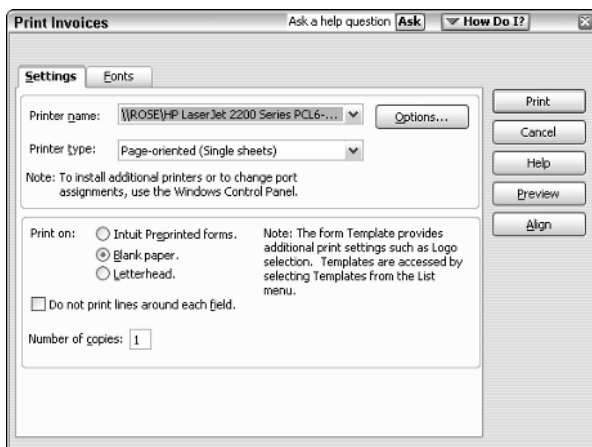 Print Invoices
Ask a help question Ask
How Do I?
Settings
Fonts
Printer name: \\ROSE\HP LaserJet 2200 Series PCL6-...
Options...
Printer type: Page-oriented (Single sheets)
Note: To install additional printers or to change port
assignments, use the Windows Control Panel.
Print on:
Intuit Preprinted forms.
Blank paper.
Letterhead.
Note: The form Template provides
additional print settings such as Logo
selection. Templates are accessed by
selecting Templates from the List
menu.
Do not print lines around each field.
Number of copies: 1
Print
Cancel
Help
Preview
Align